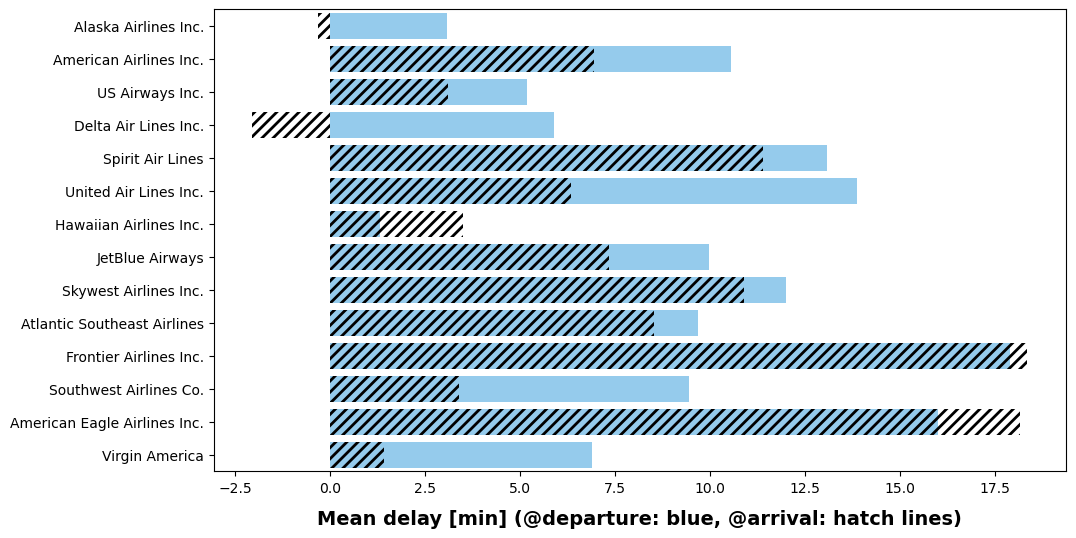 Alaska Airlines Inc.
American Airlines Inc.
US Airways Inc.
Delta Air Lines Inc.
Spirit Air Lines
United Air Lines Inc.
Hawaiian Airlines Inc.
JetBlue Airways
Skywest Airlines Inc.
Atlantic Southeast Airlines
Frontier Airlines Inc.
Southwest Airlines Co.
American Eagle Airlines Inc.
Virgin America
−2.5 0.0 2.5 5.0 7.5 10.0 12.5 15.0 17.5
Mean delay [min] (@departure: blue, @arrival: hatch lines)